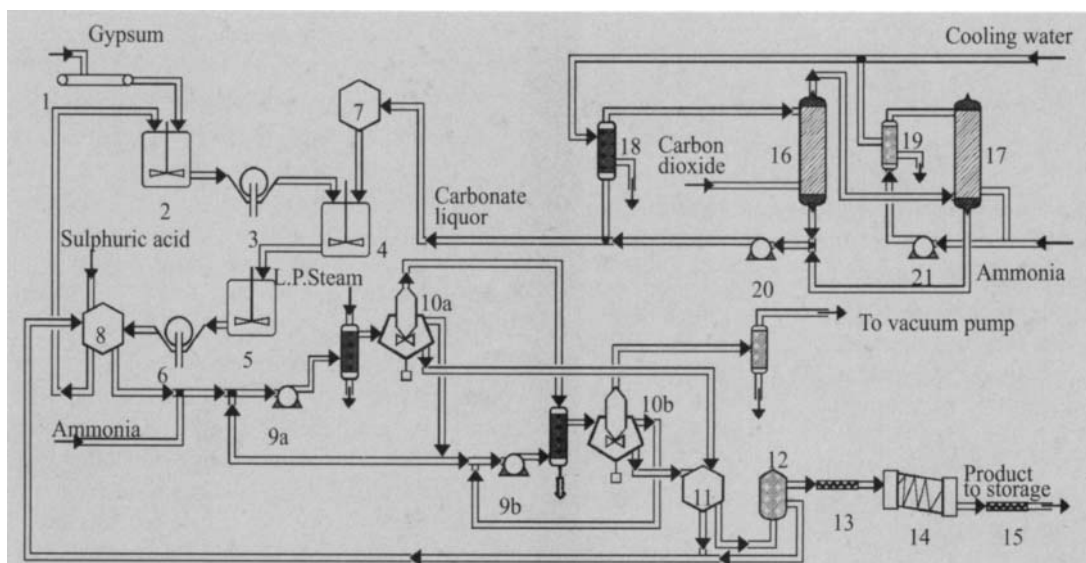 Gypsum
Cooling water
1
7
18
Carbon
dioxide
16
19
17
2
Carbonate
liquor
3
4
Sulphuric acid
L.P.Steam
10a
20
21
Ammonia
To vacuum pump
8
5
6
10b
Ammonia
9a
12
Product
to storage
11
9b
13
14
15